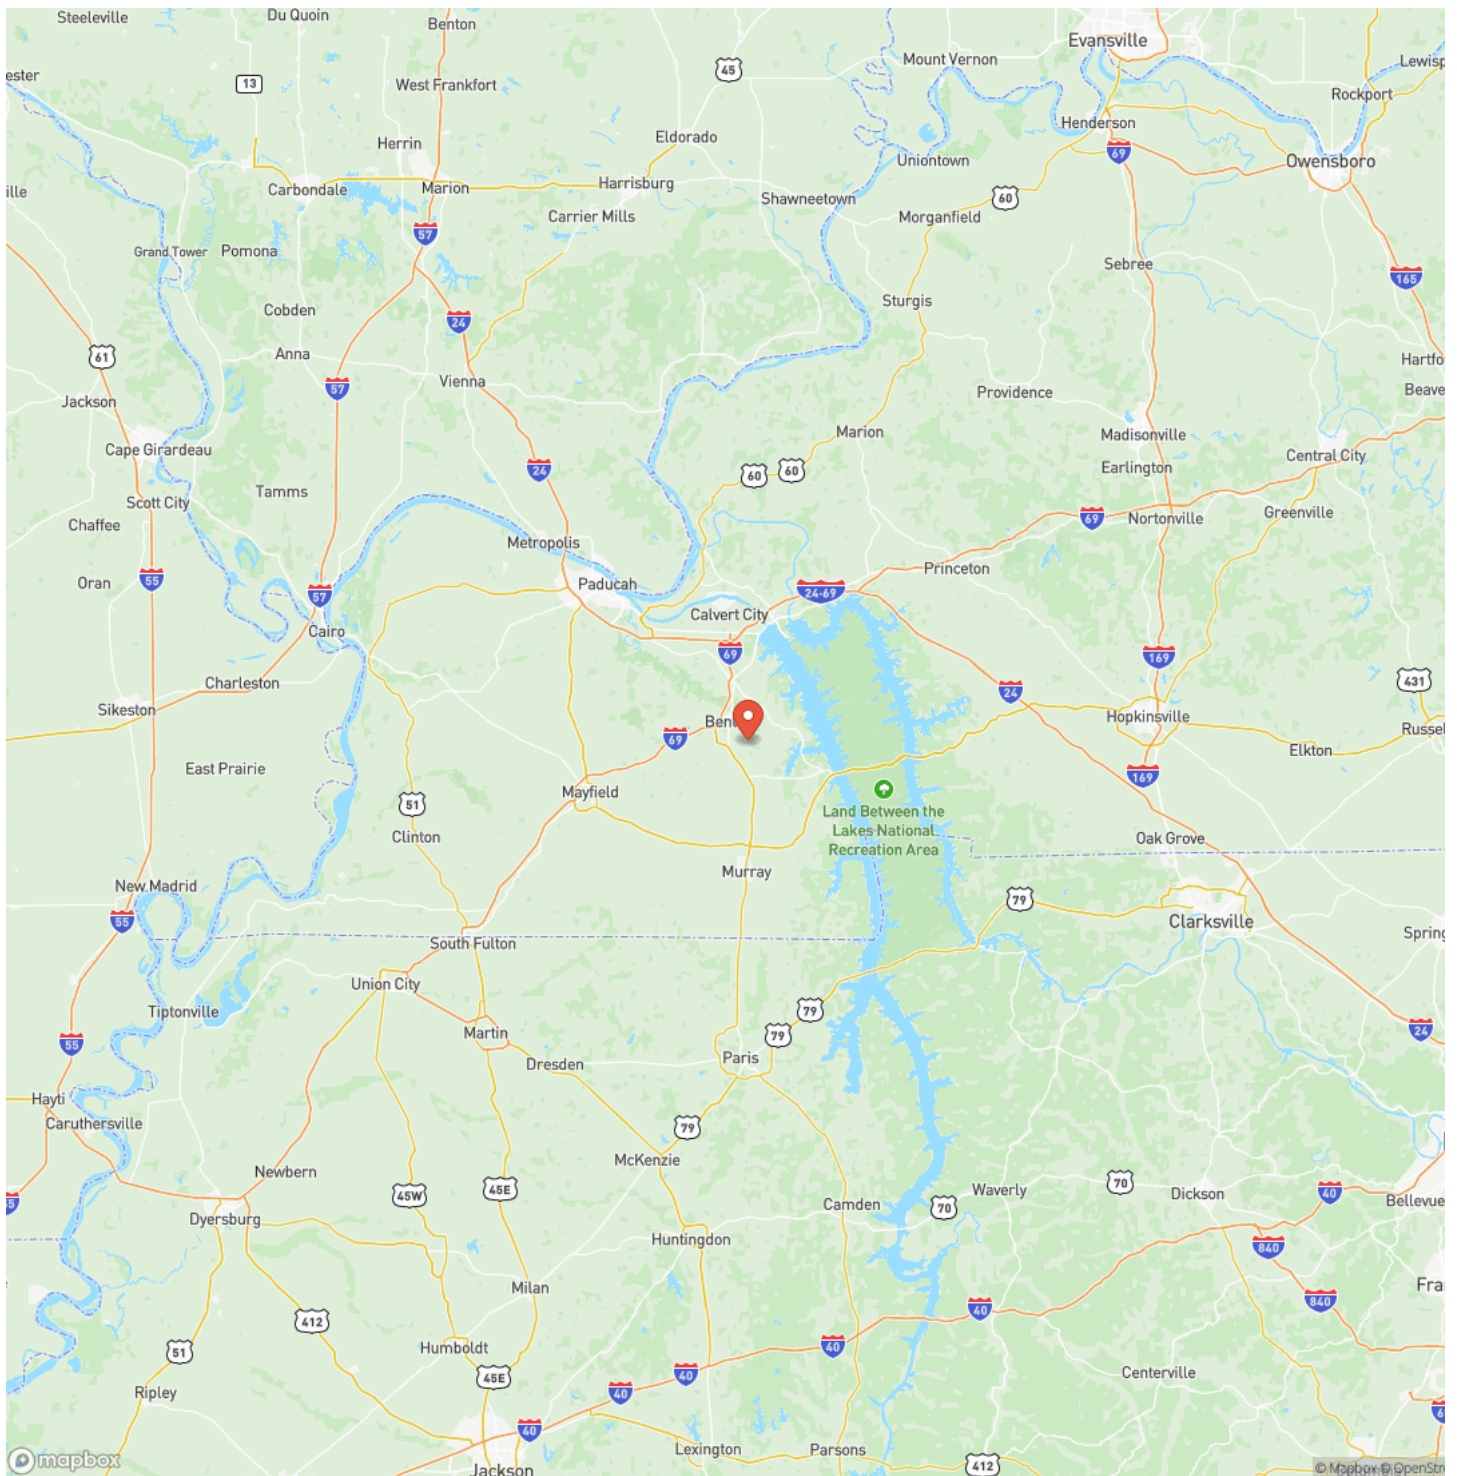 Steeleville
Du Quoin
Benton
Evansville
Mount Vernon
Lewisp
ester
13
West Frankfort
45
Rockport
Henderson
Herrin
Eldorado
69
Uniontown
Owensboro
ille
Carbondale
Marion
Harrisburg
Shawneetown
60
Carrier Mills
Morganfield
57
Grand Tower
Pomona
Sebree
165
Cobden
24
Sturgis
61
Anna
Hartfo
57
Vienna
Providence
Beave
Jackson
Marion
Cape Girardeau
Madisonville
Central City
24
60
60
Earlington
Tamms
Scott City
Chaffee
69
Nortonville
Greenville
Metropolis
Oran
55
Paducah
Princeton
57
24-69
Calvert City
Cairo
69
169
Charleston
24
431
Sikeston
Bent
Hopkinsville
69
Russel
Elkton
East Prairie
169
Mayfield
51
Land Between the
Lakes National
Recreation Area
Clinton
Oak Grove
Murray
New Madrid
79
55
Clarksville
South Fulton
Spring
Union City
Tiptonville
79
Martin
79
24
55
Dresden
Paris
Hayti
Caruthersville
79
McKenzie
Newbern
45W
45E
70
Waverly
40
Dickson
55
Camden
70
Bellevue
Dyersburg
Huntingdon
840
Milan
Fra
40
840
412
Humboldt
40
51
45E
40
Centerville
Ripley
40
40
Lexington
Parsons
412
Jackson
mapbox
© Mapbox © OpenStre